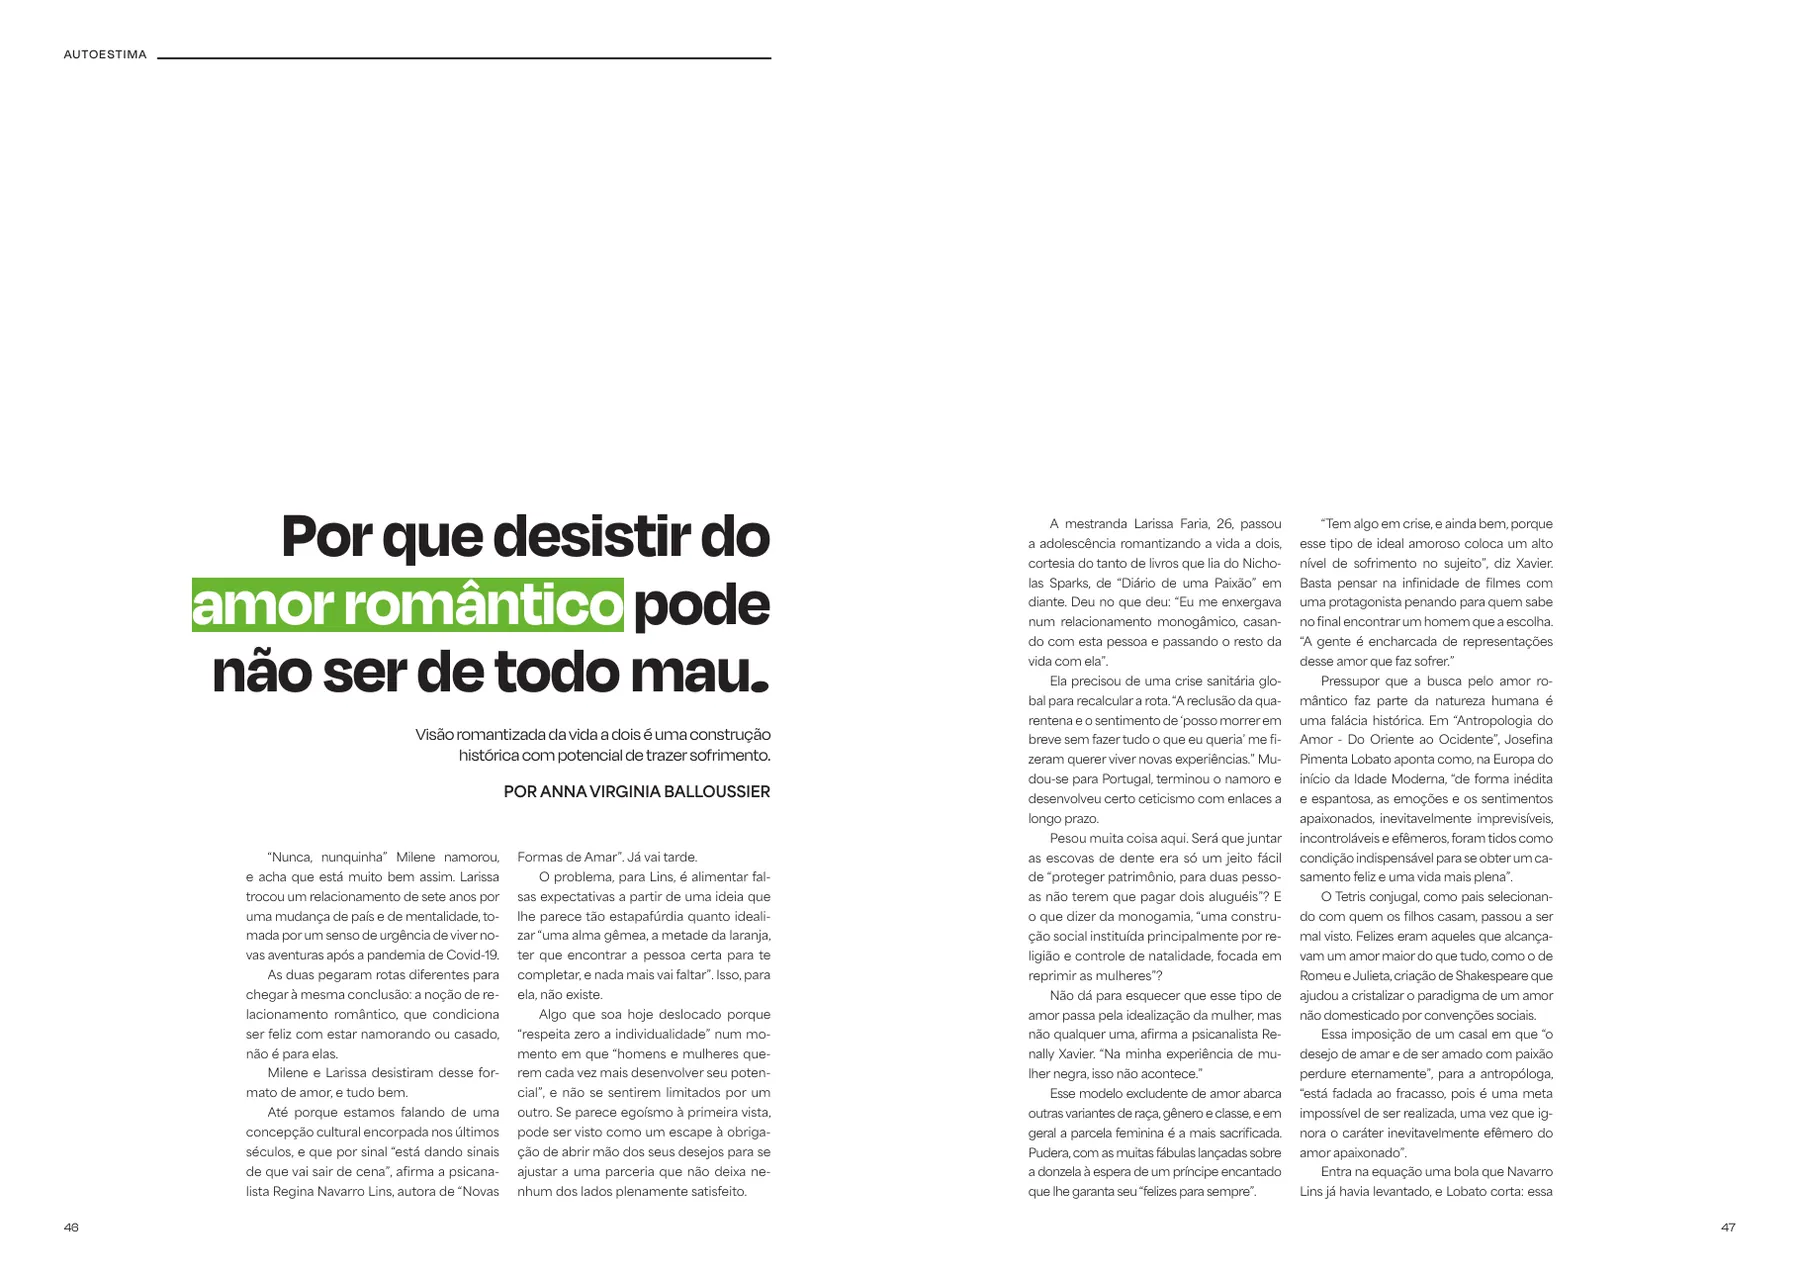 AUTOESTIMA
Por que desistir do
amor romântico pode
não ser de todo mau.
Visão romantizada da vida a dois é uma construção
histórica com potencial de trazer sofrimento.
POR ANNA VIRGINIA BALLOUSSIER
“Nunca, nunquinha” Milene namorou,
e acha que está muito bem assim. Larissa
trocou um relacionamento de sete anos por
uma mudança de país e de mentalidade, to-
mada por um senso de urgência de viver no-
vas aventuras após a pandemia de Covid-19.
As duas pegaram rotas diferentes para
chegar à mesma conclusão: a noção de re-
lacionamento romântico, que condiciona
ser feliz com estar namorando ou casado,
não é para elas.
Milene e Larissa desistiram desse for-
mato de amor, e tudo bem.
Até porque estamos falando de uma
concepção cultural encorpada nos últimos
séculos, e que por sinal “está dando sinais
de que vai sair de cena”, afirma a psicana-
lista Regina Navarro Lins, autora de “Novas
Formas de Amar”. Já vai tarde.
O problema, para Lins, é alimentar fal-
sas expectativas a partir de uma ideia que
lhe parece tão estapafúrdia quanto ideali-
zar “uma alma gêmea, a metade da laranja,
ter que encontrar a pessoa certa para te
completar, e nada mais vai faltar”. Isso, para
ela, não existe.
Algo que soa hoje deslocado porque
“respeita zero a individualidade” num mo-
mento em que “homens e mulheres que-
rem cada vez mais desenvolver seu poten-
cial”, e não se sentirem limitados por um
outro. Se parece egoísmo à primeira vista,
pode ser visto como um escape à obriga-
ção de abrir mão dos seus desejos para se
ajustar a uma parceria que não deixa ne-
nhum dos lados plenamente satisfeito.
46
A mestranda Larissa Faria, 26, passou
a adolescência romantizando a vida a dois,
cortesia do tanto de livros que lia do Nicho-
las Sparks, de “Diário de uma Paixão” em
diante. Deu no que deu: “Eu me enxergava
num relacionamento monogâmico, casan-
do com esta pessoa e passando o resto da
vida com ela”.
Ela precisou de uma crise sanitária glo-
bal para recalcular a rota. “A reclusão da qua-
rentena e o sentimento de ‘posso morrer em
breve sem fazer tudo o que eu queria’ me fi-
zeram querer viver novas experiências.” Mu-
dou-se para Portugal, terminou o namoro e
desenvolveu certo ceticismo com enlaces a
longo prazo.
Pesou muita coisa aqui. Será que juntar
as escovas de dente era só um jeito fácil
de “proteger patrimônio, para duas pesso-
as não terem que pagar dois aluguéis”? E
o que dizer da monogamia, “uma constru-
ção social instituída principalmente por re-
ligião e controle de natalidade, focada em
reprimir as mulheres”?
Não dá para esquecer que esse tipo de
amor passa pela idealização da mulher, mas
não qualquer uma, afirma a psicanalista Re-
nally Xavier. “Na minha experiência de mu-
lher negra, isso não acontece.”
Esse modelo excludente de amor abarca
outras variantes de raça, gênero e classe, e em
geral a parcela feminina é a mais sacrificada.
Pudera, com as muitas fábulas lançadas sobre
a donzela à espera de um príncipe encantado
que lhe garanta seu “felizes para sempre”.
“Tem algo em crise, e ainda bem, porque
esse tipo de ideal amoroso coloca um alto
nível de sofrimento no sujeito”, diz Xavier.
Basta pensar na infinidade de filmes com
uma protagonista penando para quem sabe
no final encontrar um homem que a escolha.
“A gente é encharcada de representações
desse amor que faz sofrer.”
Pressupor que a busca pelo amor ro-
mântico faz parte da natureza humana é
uma falácia histórica. Em “Antropologia do
Amor - Do Oriente ao Ocidente”, Josefina
Pimenta Lobato aponta como, na Europa do
início da Idade Moderna, “de forma inédita
e espantosa, as emoções e os sentimentos
apaixonados, inevitavelmente imprevisíveis,
incontroláveis e efêmeros, foram tidos como
condição indispensável para se obter um ca-
samento feliz e uma vida mais plena”.
O Tetris conjugal, como pais selecionan-
do com quem os filhos casam, passou a ser
mal visto. Felizes eram aqueles que alcança-
vam um amor maior do que tudo, como o de
Romeu e Julieta, criação de Shakespeare que
ajudou a cristalizar o paradigma de um amor
não domesticado por convenções sociais.
Essa imposição de um casal em que “o
desejo de amar e de ser amado com paixão
perdure eternamente”, para a antropóloga,
“está fadada ao fracasso, pois é uma meta
impossível de ser realizada, uma vez que ig-
nora o caráter inevitavelmente efêmero do
amor apaixonado”.
Entra na equação uma bola que Navarro
Lins já havia levantado, e Lobato corta: essa
47